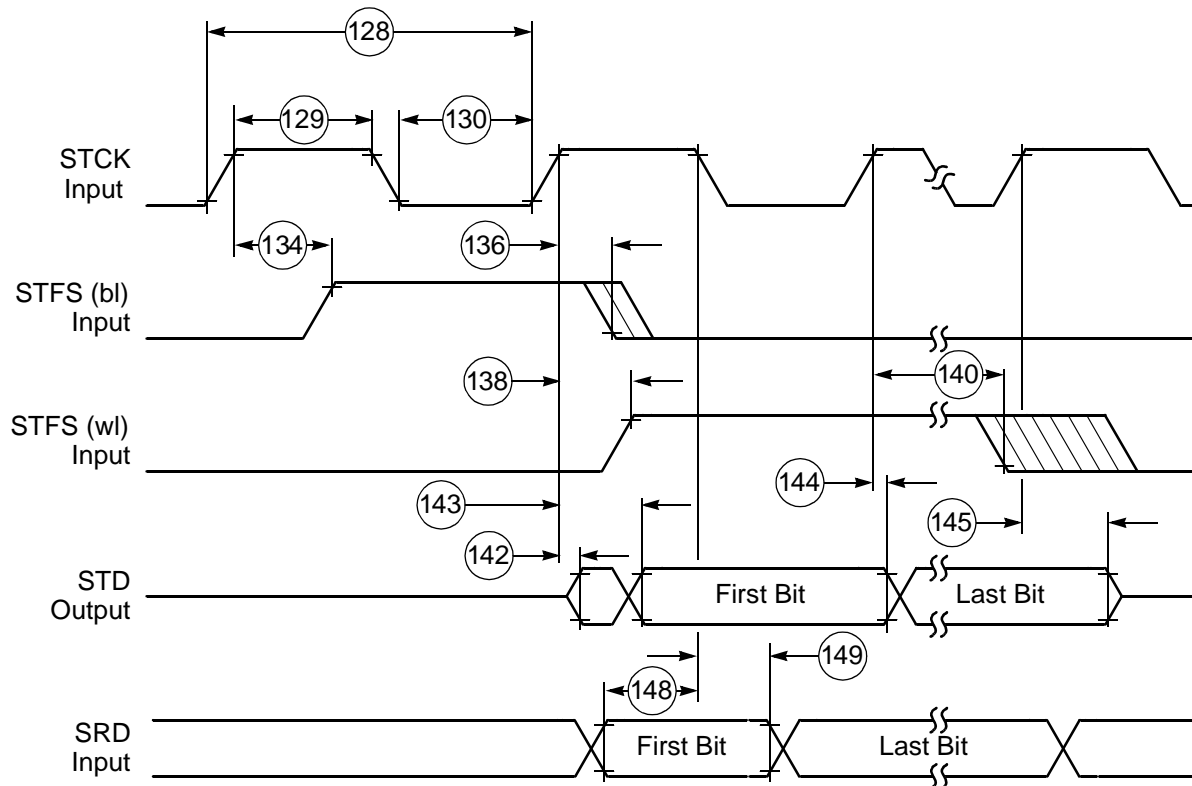 128
129
130
STCK
Input
134
136
STFS (bl)
Input
138
140
STFS (wl)
Input
144
143
145
142
STD
Output
First Bit
Last Bit
149
148
SRD
Input
First Bit
Last Bit